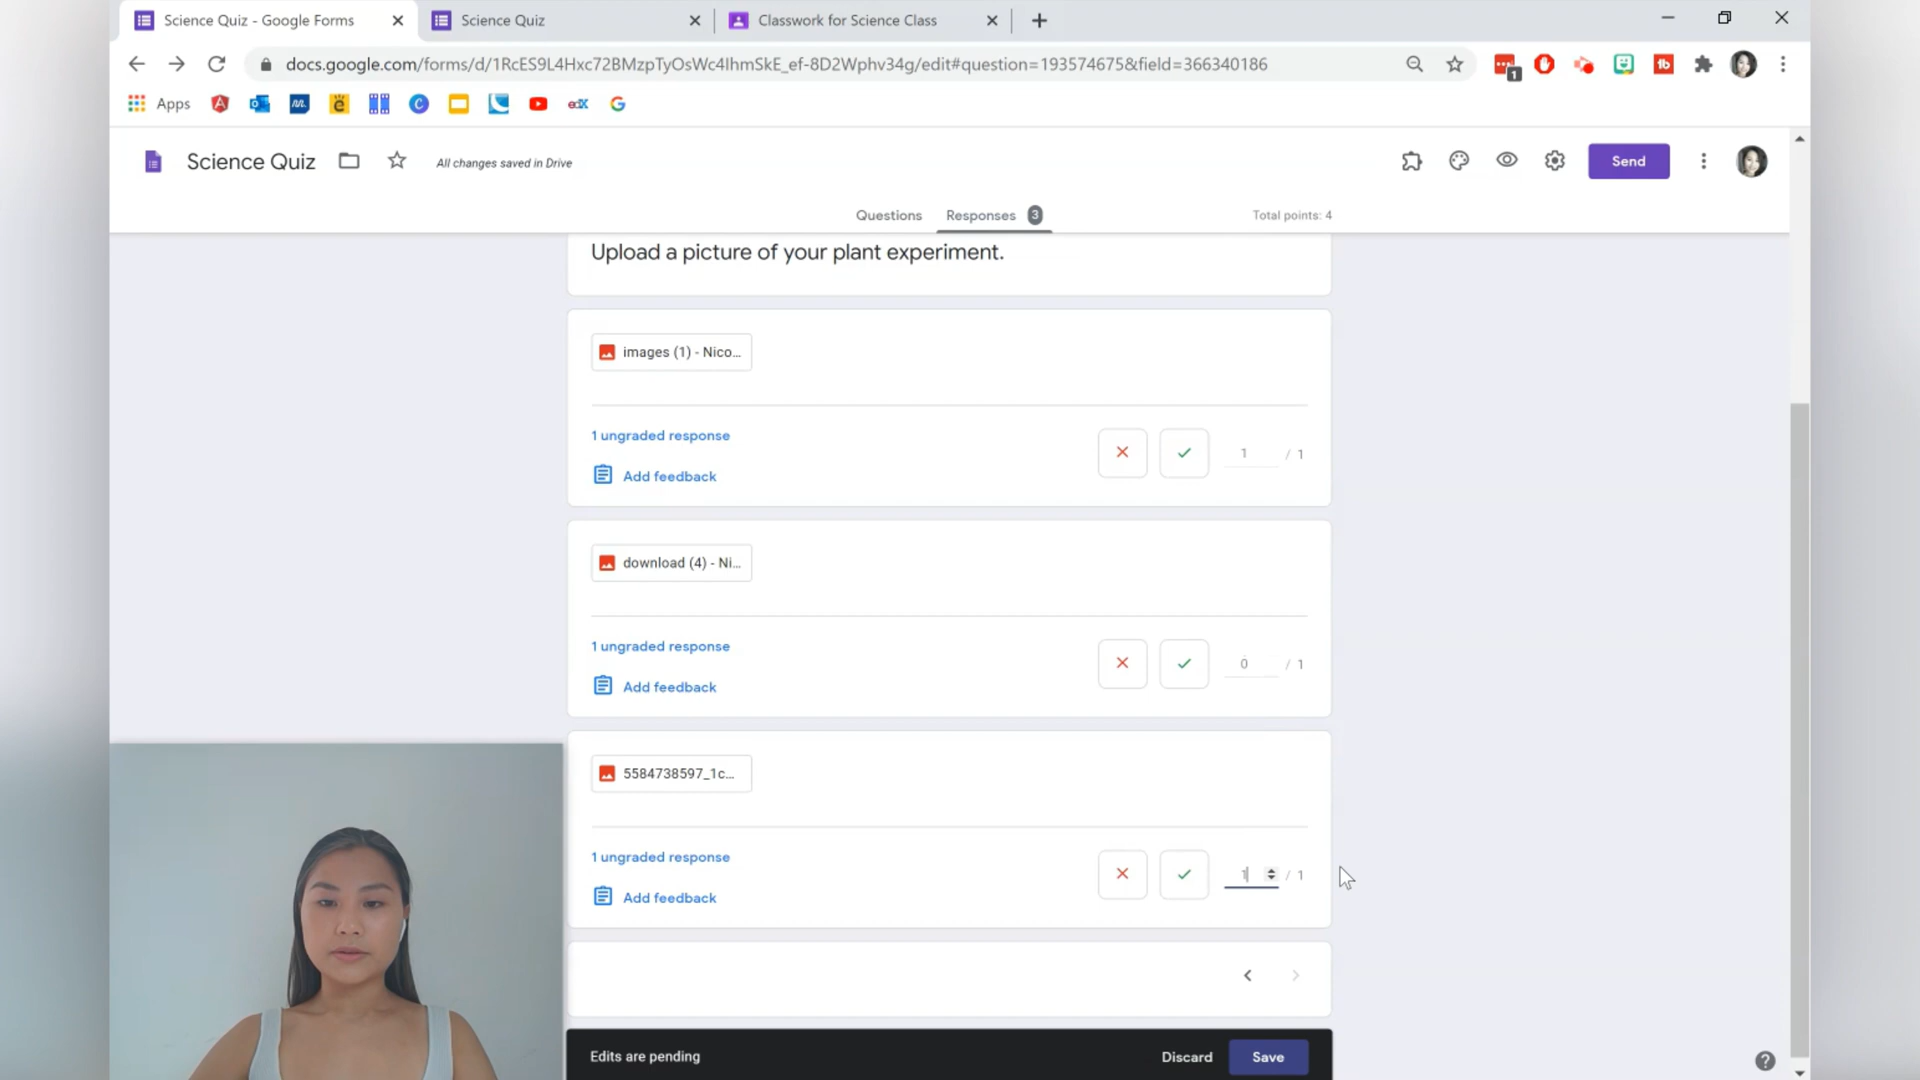 Science Quiz - Google Forms
Science Quiz
Classwork for Science Class
docs.google.com/forms/d/1RcES9L4Hxc72BMzpTyOsWc4IhmSkE_ef-8D2Wphv34g/edit#question=193574675&field=366340186
1
Apps
edX
Science Quiz
All changes saved in Drive
Send
Questions
Responses 3
Total points: 4
Upload a picture of your plant experiment.
images (1) - Nico...
1 ungraded response
1 / 1
Add feedback
download (4) - Ni...
1 ungraded response
0 / 1
Add feedback
5584738597_1c...
1 ungraded response
1 / 1
Add feedback
Edits are pending
Discard
Save